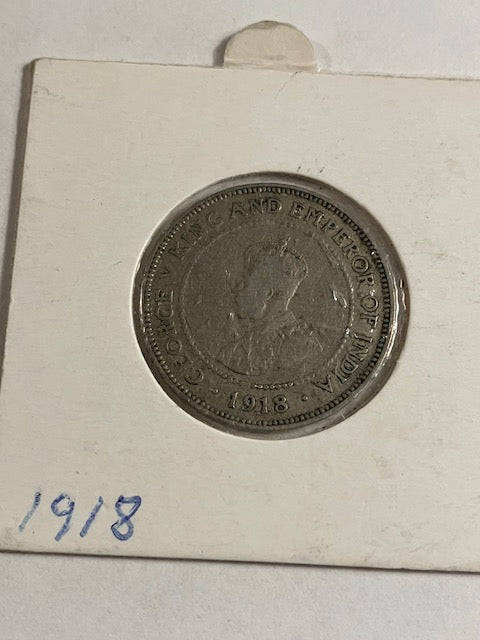 GEORGE V KING AND EMPEROR OF INDIA
· 1918 ·
1918